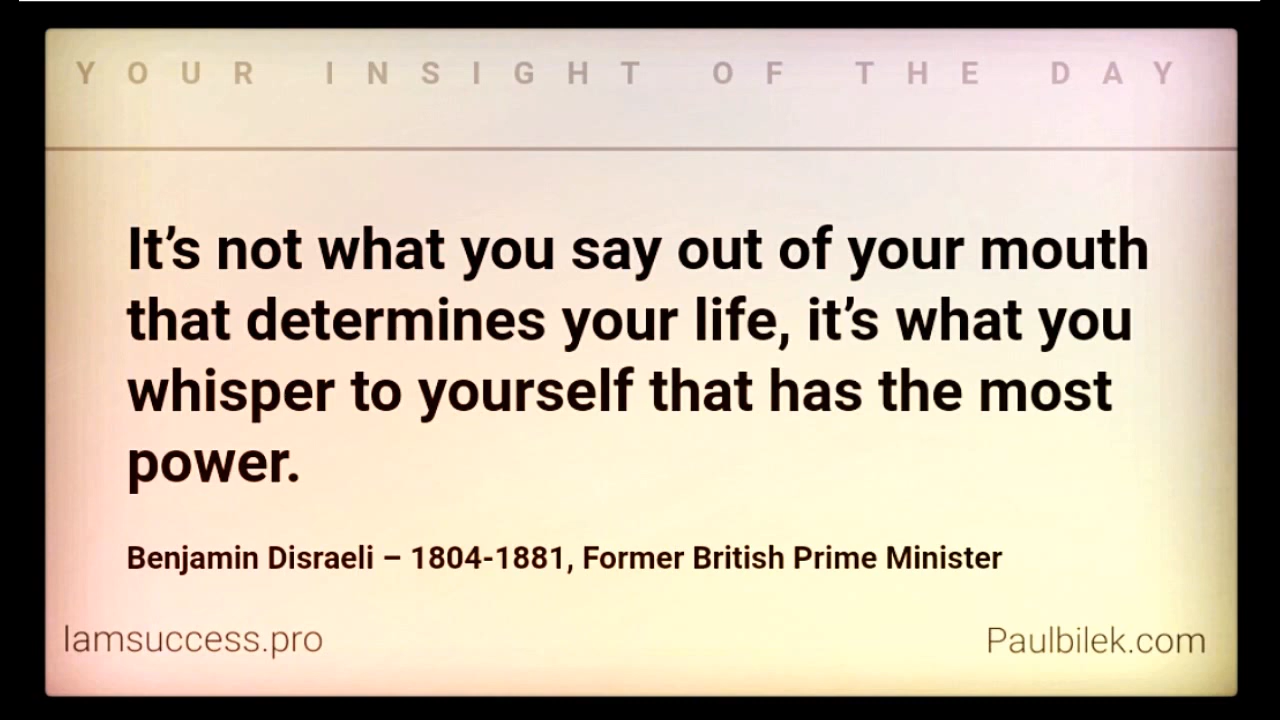 YOUR INSIGHT OF THE DAY
It’s not what you say out of your mouth
that determines your life, it’s what you
whisper to yourself that has the most
power.
Benjamin Disraeli – 1804-1881, Former British Prime Minister
Iamsuccess.pro
Paulbilek.com